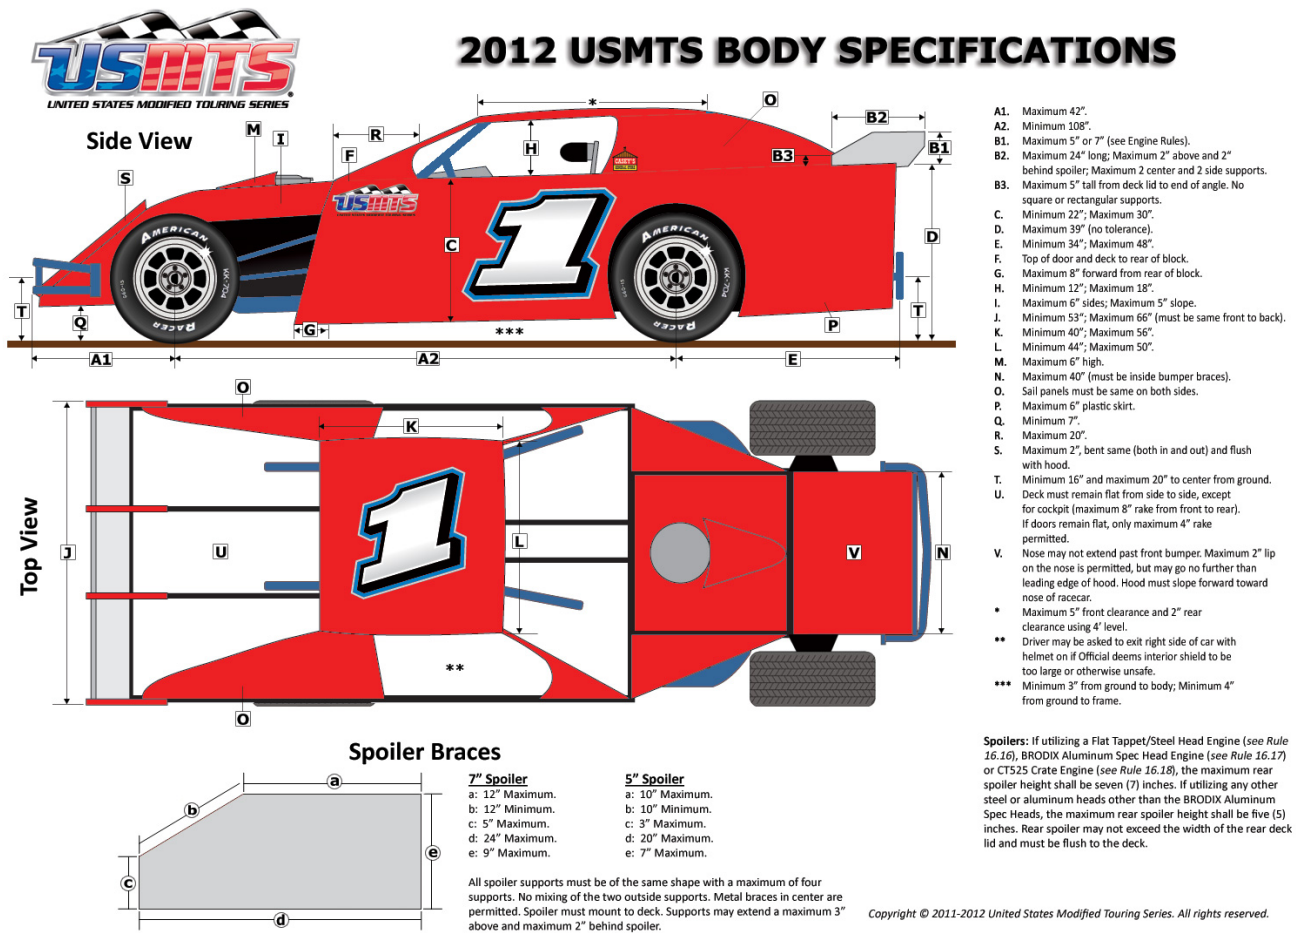 USMTS
UNITED STATES MODIFIED TOURING SERIES
2012 USMTS BODY SPECIFICATIONS
Side View
*
O
B2
M
I
R
F
H
B3
B1
S
CASEY'S
USMTS
AMERICAN
RACER
KK-704
1
AMERICAN
RACER
KK-704
C
D
T
Q
G
***
P
T
A1
A2
E
Top View
O
K
J
U
1
L
V
N
**
O
A1. Maximum 42".
A2. Minimum 108".
B1. Maximum 5" or 7" (see Engine Rules).
B2. Maximum 24" long; Maximum 2" above and 2"
behind spoiler; Maximum 2 center and 2 side supports.
B3. Maximum 5" tall from deck lid to end of angle. No
square or rectangular supports.
C. Minimum 22"; Maximum 30".
D. Maximum 39" (no tolerance).
E. Minimum 34"; Maximum 48".
F. Top of door and deck to rear of block.
G. Maximum 8" forward from rear of block.
H. Minimum 12"; Maximum 18".
I. Maximum 6" sides; Maximum 5" slope.
J. Minimum 53"; Maximum 66" (must be same front to back).
K. Minimum 40"; Maximum 56".
L. Minimum 44"; Maximum 50".
M. Maximum 6" high.
N. Maximum 40" (must be inside bumper braces).
O. Sail panels must be same on both sides.
P. Maximum 6" plastic skirt.
Q. Minimum 7".
R. Maximum 20".
S. Maximum 2", bent same (both in and out) and flush
with hood.
T. Minimum 16" and maximum 20" to center from ground.
U. Deck must remain flat from side to side, except
for cockpit (maximum 8" rake from front to rear).
If doors remain flat, only maximum 4" rake
permitted.
V. Nose may not extend past front bumper. Maximum 2" lip
on the nose is permitted, but may go no further than
leading edge of hood. Hood must slope forward toward
nose of racecar.
* Maximum 5" front clearance and 2" rear
clearance using 4' level.
** Driver may be asked to exit right side of car with
helmet on if Official deems interior shield to be
too large or otherwise unsafe.
*** Minimum 3" from ground to body; Minimum 4"
from ground to frame.
Spoilers: If utilizing a Flat Tappet/Steel Head Engine (see Rule
16.16), BRODIX Aluminum Spec Head Engine (see Rule 16.17)
or CT525 Crate Engine (see Rule 16.18), the maximum rear
spoiler height shall be seven (7) inches. If utilizing any other
steel or aluminum heads other than the BRODIX Aluminum
Spec Heads, the maximum rear spoiler height shall be five (5)
inches. Rear spoiler may not exceed the width of the rear deck
lid and must be flush to the deck.
Spoiler Braces
a
b
c
d
e
7" Spoiler
a: 12" Maximum.
b: 12" Minimum.
c: 5" Maximum.
d: 24" Maximum.
e: 9" Maximum.
5" Spoiler
a: 10" Maximum.
b: 10" Minimum.
c: 3" Maximum.
d: 20" Maximum.
e: 7" Maximum.
All spoiler supports must be of the same shape with a maximum of four
supports. No mixing of the two outside supports. Metal braces in center are
permitted. Spoiler must mount to deck. Supports may extend a maximum 3"
above and maximum 2" behind spoiler.
Copyright © 2011-2012 United States Modified Touring Series. All rights reserved.